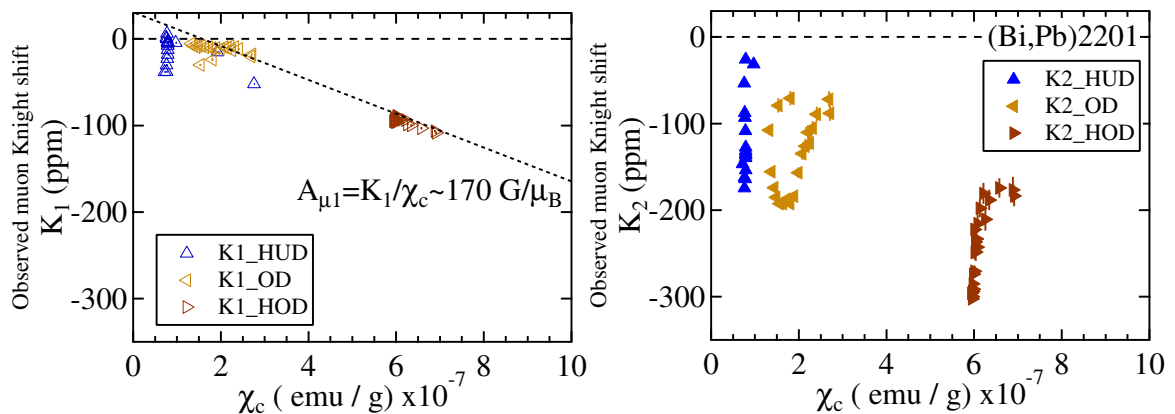 Observed muon Knight shift
K1 (ppm)
0
-100
-200
-300
Aμ1=K1/χc~170 G/μB
K1_HUD
K1_OD
K1_HOD
0 2 4 6 8 10
χc ( emu / g) x10-7
Observed muon Knight shift
K2 (ppm)
0
-100
-200
-300
(Bi,Pb)2201
K2_HUD
K2_OD
K2_HOD
0 2 4 6 8 10
χc ( emu / g) x10-7